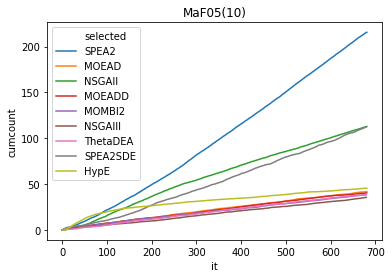 MaF05(10)
cumcount
200
150
100
50
0
selected
SPEA2
MOEAD
NSGAII
MOEADD
MOMBI2
NSGAIII
ThetaDEA
SPEA2SDE
HypE
0 100 200 300 400 500 600 700
it